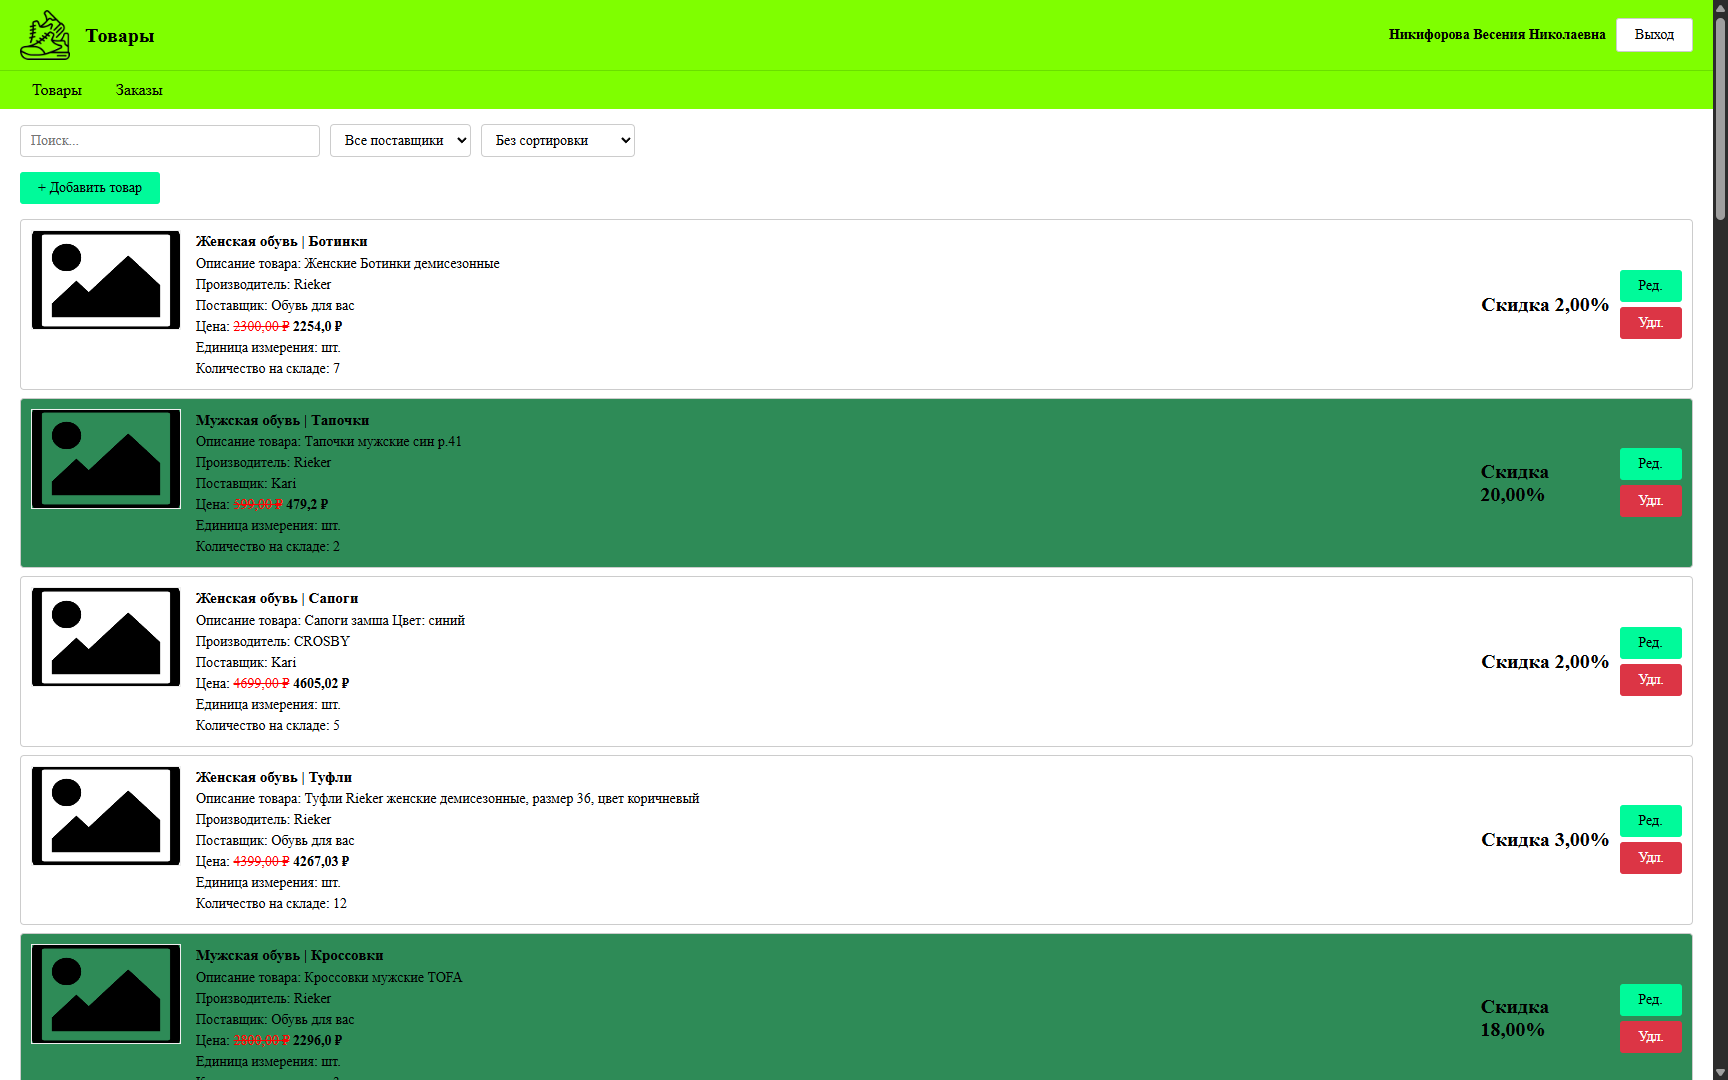 Товары
Никифорова Весения Николаевна
Выход
Товары
Заказы
Поиск...
Все поставщики
Без сортировки
+ Добавить товар
Женская обувь | Ботинки
Описание товара: Женские Ботинки демисезонные
Производитель: Rieker
Поставщик: Обувь для вас
Цена: 2300,00 ₽ 2254,0 ₽
Единица измерения: шт.
Количество на складе: 7
Скидка 2,00%
Ред.
Удл.
Мужская обувь | Тапочки
Описание товара: Тапочки мужские син р.41
Производитель: Rieker
Поставщик: Kari
Цена: 599,00 ₽ 479,2 ₽
Единица измерения: шт.
Количество на складе: 2
Скидка
20,00%
Ред.
Удл.
Женская обувь | Сапоги
Описание товара: Сапоги замша Цвет: синий
Производитель: CROSBY
Поставщик: Kari
Цена: 4699,00 ₽ 4605,02 ₽
Единица измерения: шт.
Количество на складе: 5
Скидка 2,00%
Ред.
Удл.
Женская обувь | Туфли
Описание товара: Туфли Rieker женские демисезонные, размер 36, цвет коричневый
Производитель: Rieker
Поставщик: Обувь для вас
Цена: 4399,00 ₽ 4267,03 ₽
Единица измерения: шт.
Количество на складе: 12
Скидка 3,00%
Ред.
Удл.
Мужская обувь | Кроссовки
Описание товара: Кроссовки мужские TOFA
Производитель: Rieker
Поставщик: Обувь для вас
Цена: 2800,00 ₽ 2296,0 ₽
Единица измерения: шт.
Скидка
18,00%
Ред.
Удл.